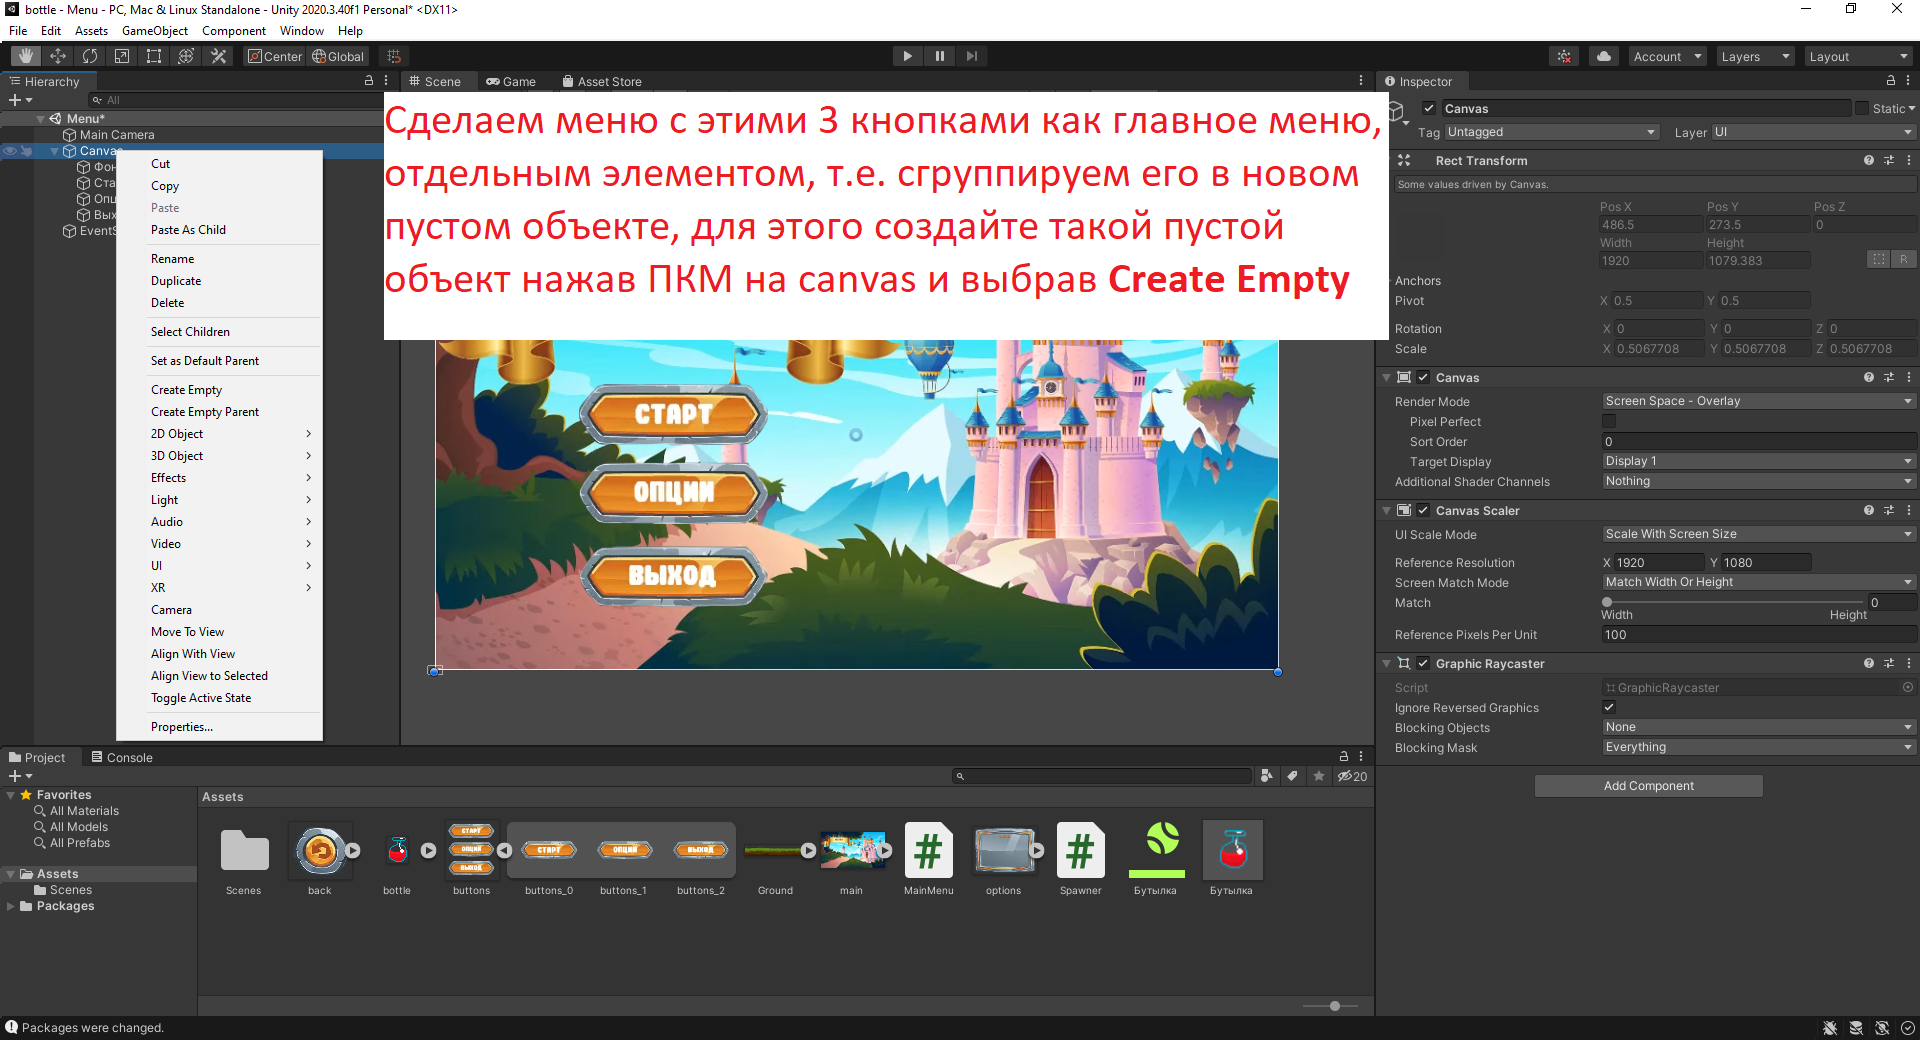 bottle - Menu - PC, Mac & Linux Standalone - Unity 2020.3.40f1 Personal* <DX11>
File Edit Assets GameObject Component Window Help
Center Global Account Layers Layout
Hierarchy
All
Menu*
Main Camera
Canvas
Фон
Ста
Опц
Вых
EventS
Cut
Copy
Paste
Paste As Child
Rename
Duplicate
Delete
Select Children
Set as Default Parent
Create Empty
Create Empty Parent
2D Object
3D Object
Effects
Light
Audio
Video
UI
XR
Camera
Move To View
Align With View
Align View to Selected
Toggle Active State
Properties...
Scene Game Asset Store
Сделаем меню с этими 3 кнопками как главное меню,
отдельным элементом, т.е. сгруппируем его в новом
пустом объекте, для этого создайте такой пустой
объект нажав ПКМ на canvas и выбрав Create Empty
СТАРТ
ОПЦИИ
ВЫХОД
Inspector
Canvas Static
Tag Untagged Layer UI
Rect Transform
Some values driven by Canvas.
Pos X Pos Y Pos Z
486.5 273.5 0
Width Height
1920 1079.383
R
Anchors
Pivot X 0.5 Y 0.5
Rotation X 0 Y 0 Z 0
Scale X 0.5067708 Y 0.5067708 Z 0.5067708
Canvas
Render Mode Screen Space - Overlay
Pixel Perfect
Sort Order 0
Target Display Display 1
Additional Shader Channels Nothing
Canvas Scaler
UI Scale Mode Scale With Screen Size
Reference Resolution X 1920 Y 1080
Screen Match Mode Match Width Or Height
Match 0
Width Height
Reference Pixels Per Unit 100
Graphic Raycaster
Script GraphicRaycaster
Ignore Reversed Graphics
Blocking Objects None
Blocking Mask Everything
Add Component
Project Console
20
Favorites
All Materials
All Models
All Prefabs
Assets
Scenes
Packages
Assets
СТАРТ
ОПЦИИ
ВЫХОД
СТАРТ ОПЦИИ ВЫХОД
Scenes back bottle buttons buttons_0 buttons_1 buttons_2 Ground main MainMenu options Spawner Бутылка Бутылка
Packages were changed.